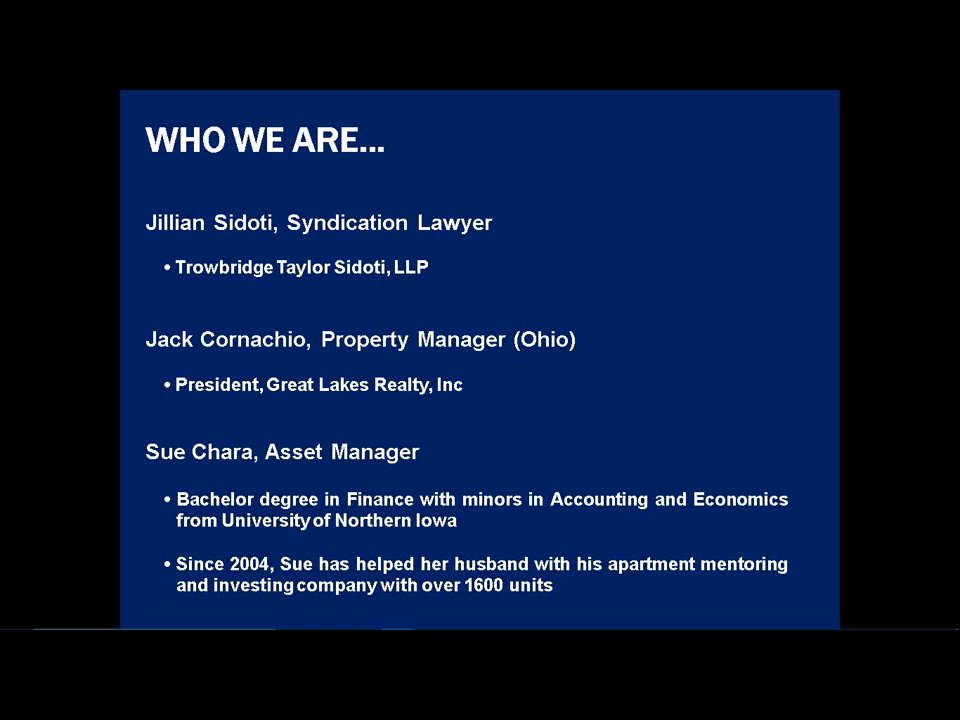 WHO WE ARE...
Jillian Sidoti, Syndication Lawyer
• Trowbridge Taylor Sidoti, LLP
Jack Cornachio, Property Manager (Ohio)
• President, Great Lakes Realty, Inc
Sue Chara, Asset Manager
• Bachelor degree in Finance with minors in Accounting and Economics
from University of Northern Iowa
• Since 2004, Sue has helped her husband with his apartment mentoring
and investing company with over 1600 units